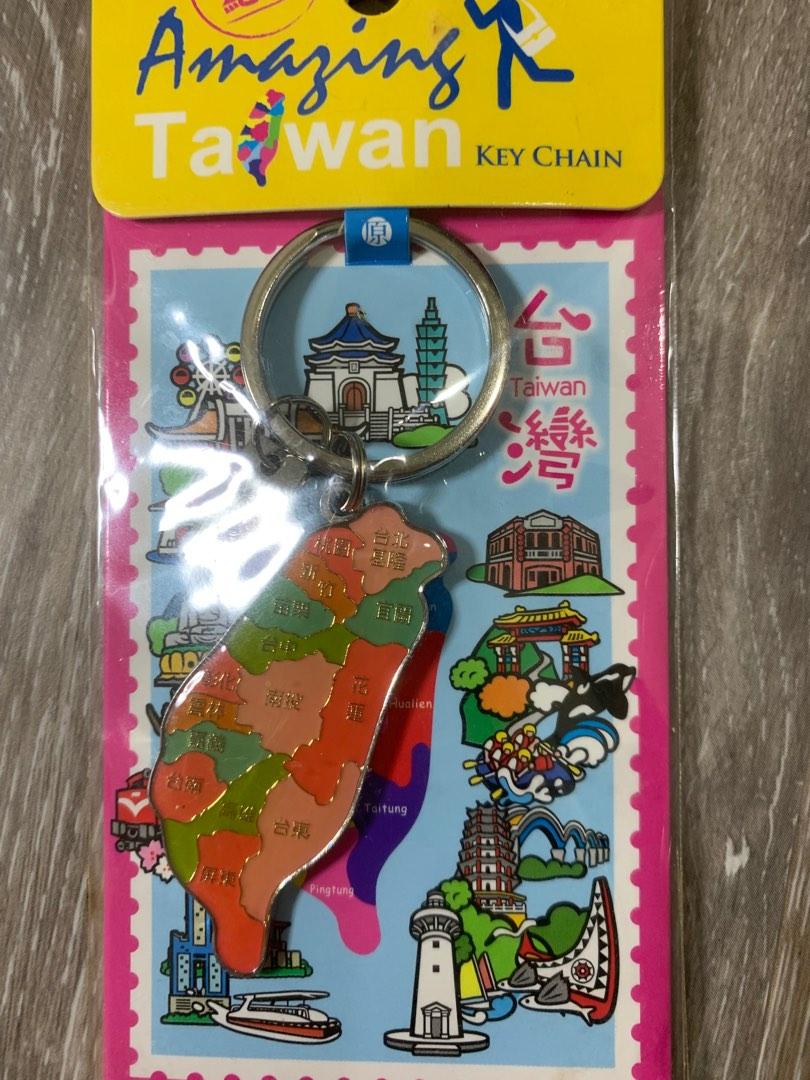 Amazing
Taiwan KEY CHAIN
原
台
Taiwan
灣
台北
基隆
桃園
新竹
苗栗
宜蘭
台中
彰化
南投
花蓮
雲林
嘉義
台南
高雄
台東
屏東
Hualien
Taitung
Pingtung